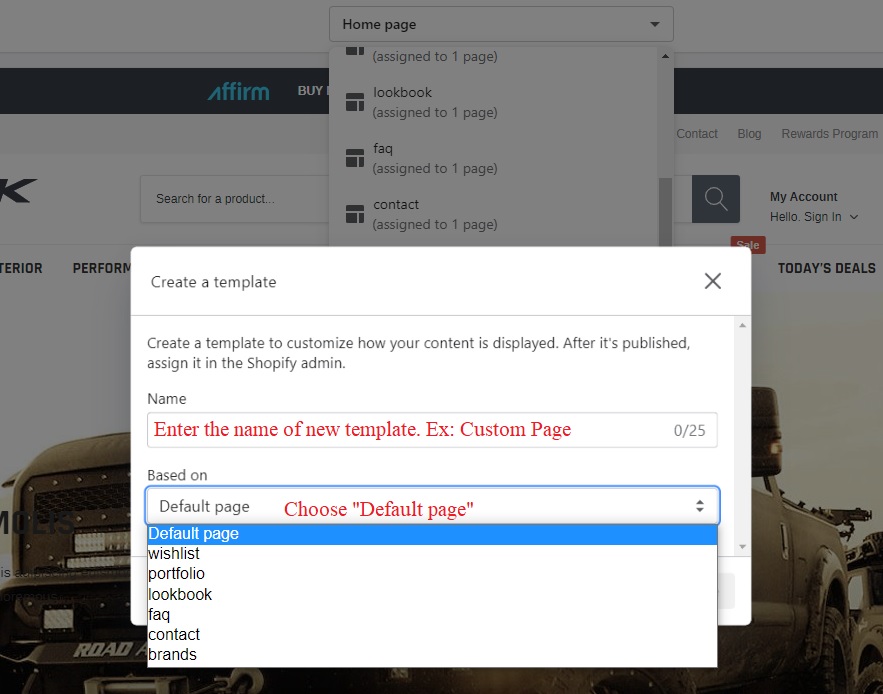 Home page
(assigned to 1 page)
lookbook
(assigned to 1 page)
faq
(assigned to 1 page)
contact
(assigned to 1 page)
affirm
BUY
Contact Blog Rewards Program
Search for a product...
My Account
Hello. Sign In
Sale
TERIOR PERFORM TODAY'S DEALS
Create a template
Create a template to customize how your content is displayed. After it's published,
assign it in the Shopify admin.
Name
Enter the name of new template. Ex: Custom Page 0/25
Based on
Default page Choose "Default page"
Default page
wishlist
portfolio
lookbook
faq
contact
brands
MOLIS
ROAD